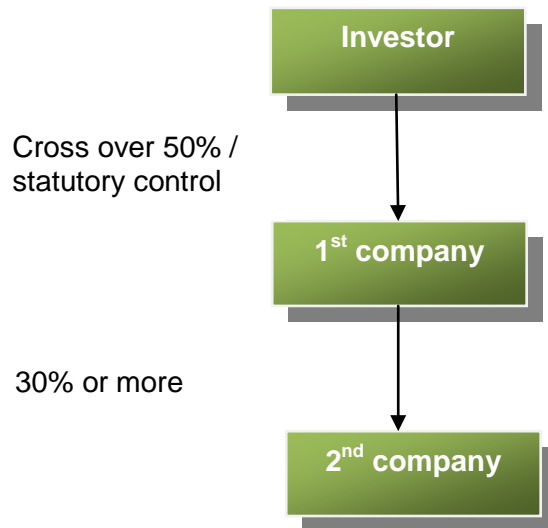 Investor
Cross over 50% /
statutory control
1st company
30% or more
2nd company